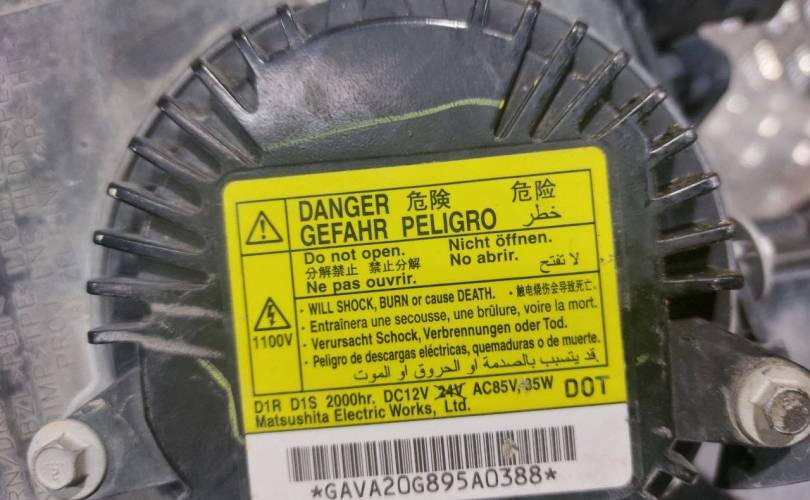 DANGER 危険 危险
GEFAHR PELIGRO خطر
Do not open. Nicht öffnen.
分解禁止 禁止分解 No abrir. لا تفتح
Ne pas ouvrir.
1100V
· WILL SHOCK, BURN or cause DEATH. · 触电烧伤会导致死亡.
· Entraînera une secousse, une brûlure, voire la mort.
· Verursacht Schock, Verbrennungen oder Tod.
· Peligro de descargas eléctricas, quemaduras o de muerte.
قد يتسبب بالصدمة او الحروق او الموت.
D1R D1S 2000hr. DC12V 24V AC85V, 35W DOT
Matsushita Electric Works, Ltd.
*GAVA20G895A0388*